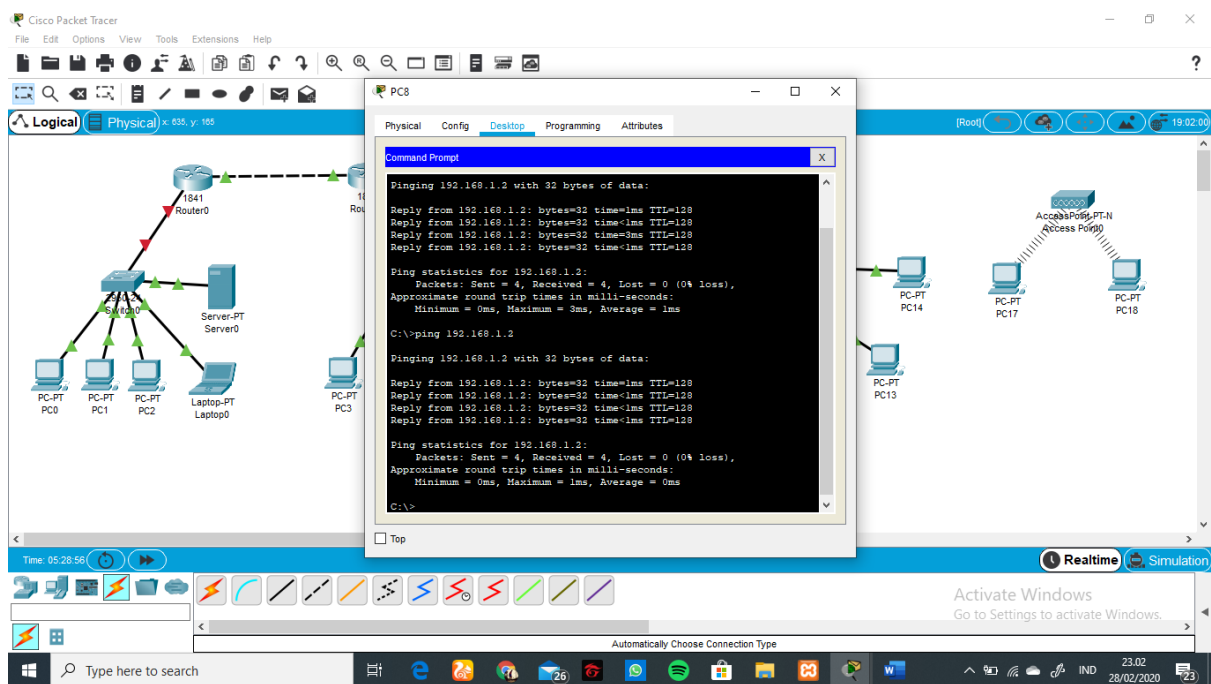 Cisco Packet Tracer
File Edit Options View Tools Extensions Help
?
Logical Physical x: 635, y: 165
[Root] 19:02:00
1841
Router0
18
Rou
2950-24
Switch0
Server-PT
Server0
PC-PT
PC0
PC-PT
PC1
PC-PT
PC2
Laptop-PT
Laptop0
PC-PT
PC3
PC8
Physical Config Desktop Programming Attributes
Command Prompt
X
Pinging 192.168.1.2 with 32 bytes of data:
Reply from 192.168.1.2: bytes=32 time=1ms TTL=128
Reply from 192.168.1.2: bytes=32 time<1ms TTL=128
Reply from 192.168.1.2: bytes=32 time=3ms TTL=128
Reply from 192.168.1.2: bytes=32 time<1ms TTL=128
Ping statistics for 192.168.1.2:
Packets: Sent = 4, Received = 4, Lost = 0 (0% loss),
Approximate round trip times in milli-seconds:
Minimum = 0ms, Maximum = 3ms, Average = 1ms
C:\>ping 192.168.1.2
Pinging 192.168.1.2 with 32 bytes of data:
Reply from 192.168.1.2: bytes=32 time=1ms TTL=128
Reply from 192.168.1.2: bytes=32 time<1ms TTL=128
Reply from 192.168.1.2: bytes=32 time<1ms TTL=128
Reply from 192.168.1.2: bytes=32 time<1ms TTL=128
Ping statistics for 192.168.1.2:
Packets: Sent = 4, Received = 4, Lost = 0 (0% loss),
Approximate round trip times in milli-seconds:
Minimum = 0ms, Maximum = 1ms, Average = 0ms
C:\>
Top
AccessPoint-PT-N
Access Point0
PC-PT
PC14
PC-PT
PC17
PC-PT
PC18
PC-PT
PC13
Time: 05:28:56
Realtime Simulation
Activate Windows
Go to Settings to activate Windows.
Automatically Choose Connection Type
Type here to search
26
IND
23.02
28/02/2020
23